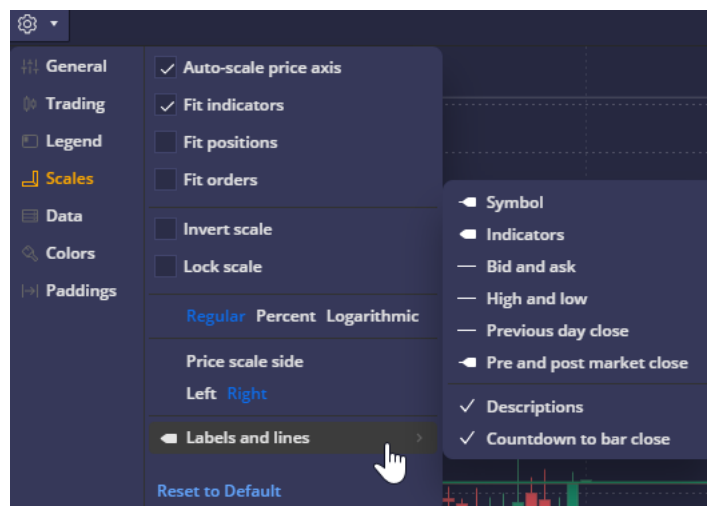 General
Trading
Legend
Scales
Data
Colors
Paddings
Auto-scale price axis
Fit indicators
Fit positions
Fit orders
Invert scale
Lock scale
Regular Percent Logarithmic
Price scale side
Left Right
Labels and lines
Reset to Default
Symbol
Indicators
Bid and ask
High and low
Previous day close
Pre and post market close
Descriptions
Countdown to bar close